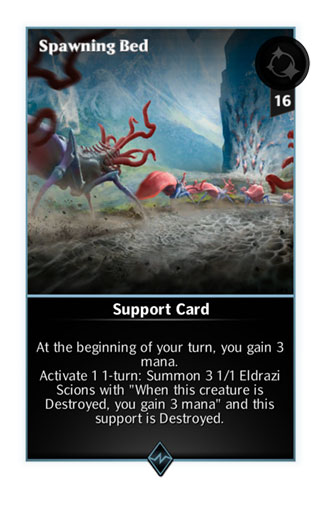 Spawning Bed
16
Support Card
At the beginning of your turn, you gain 3
mana.
Activate 1 1-turn: Summon 3 1/1 Eldrazi
Scions with "When this creature is
Destroyed, you gain 3 mana" and this
support is Destroyed.